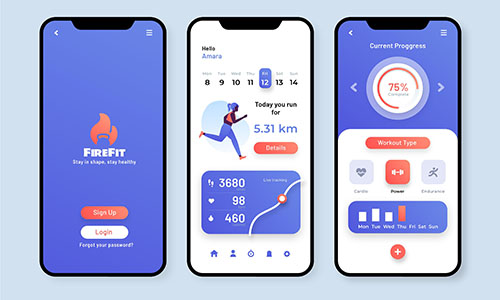 FIREFIT
Stay in shape, stay healthy
Sign Up
Login
Forgot your password?
Hello
Amara
Mon Tue Wed Thu Fri Sat Sun
8 9 10 11 12 13 14
Today you run
for
5.31 km
Details
3680
98
460
Live tracking
Current Proggress
75%
Complete
Workout Type
Cardio Power Endurance
Mon Tue Wed Thu Fri Sat Sun